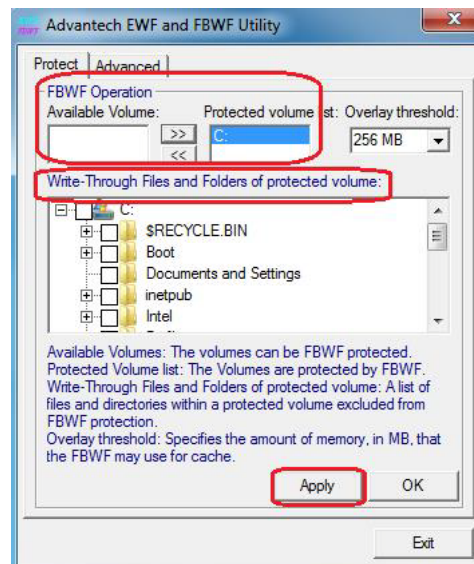 EWF
FBWF
Advantech EWF and FBWF Utility
Protect Advanced
FBWF Operation
Available Volume: Protected volume ist: Overlay threshold:
>> C: 256 MB
<<
Write-Through Files and Folders of protected volume:
C:
$RECYCLE.BIN
Boot
Documents and Settings
inetpub
Intel
Available Volumes: The volumes can be FBWF protected.
Protected Volume list: The Volumes are protected by FBWF.
Write-Through Files and Folders of protected volume: A list of
files and directories within a protected volume excluded from
FBWF protection.
Overlay threshold: Specifies the amount of memory, in MB, that
the FBWF may use for cache.
Apply OK
Exit